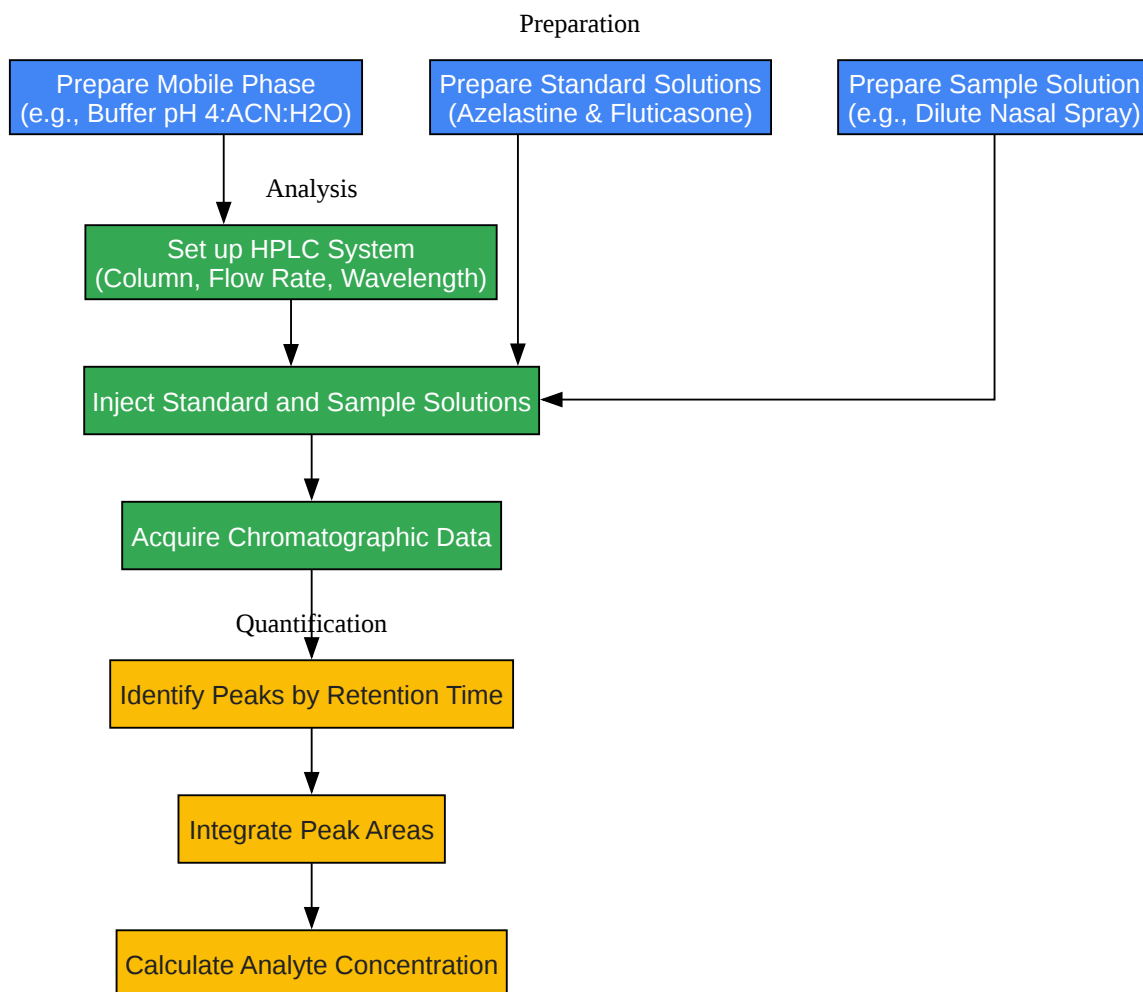 Preparation
Prepare Mobile Phase
(e.g., Buffer pH 4:ACN:H2O)
Prepare Standard Solutions
(Azelastine & Fluticasone)
Prepare Sample Solution
(e.g., Dilute Nasal Spray)
Analysis
Set up HPLC System
(Column, Flow Rate, Wavelength)
Inject Standard and Sample Solutions
Acquire Chromatographic Data
Quantification
Identify Peaks by Retention Time
Integrate Peak Areas
Calculate Analyte Concentration